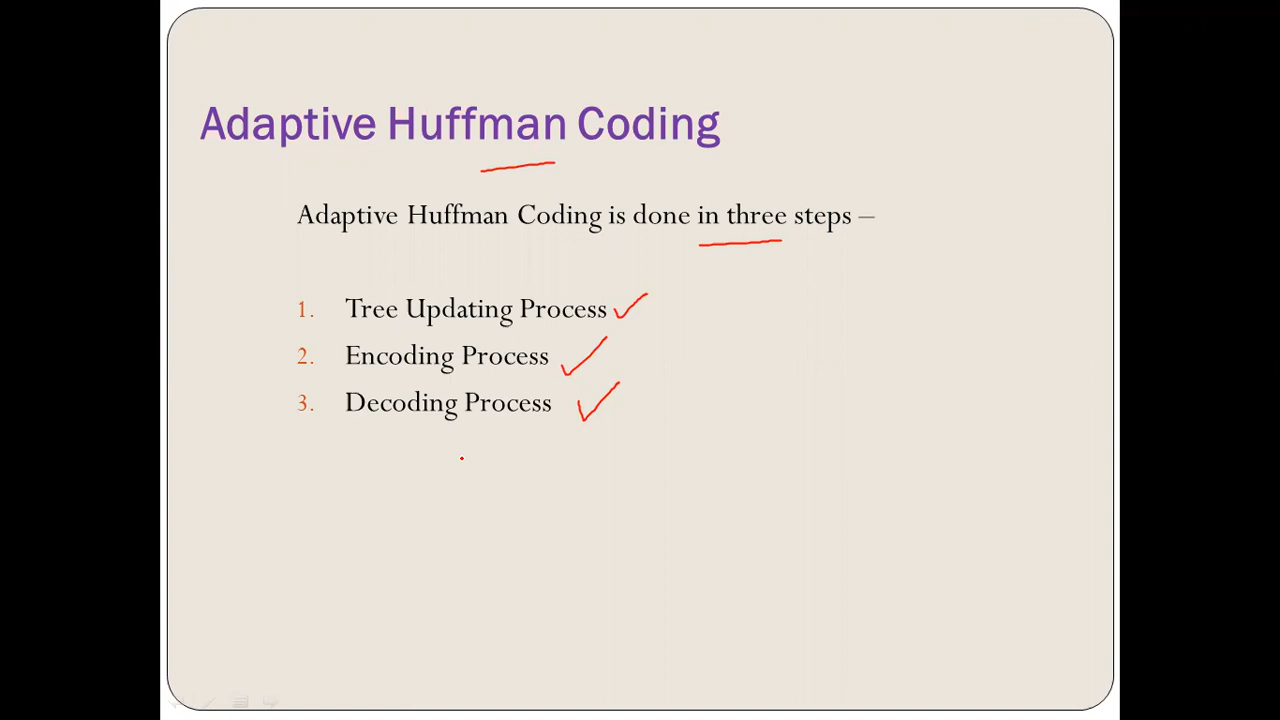 Adaptive Huffman Coding
Adaptive Huffman Coding is done in three steps –
1. Tree Updating Process
2. Encoding Process
3. Decoding Process